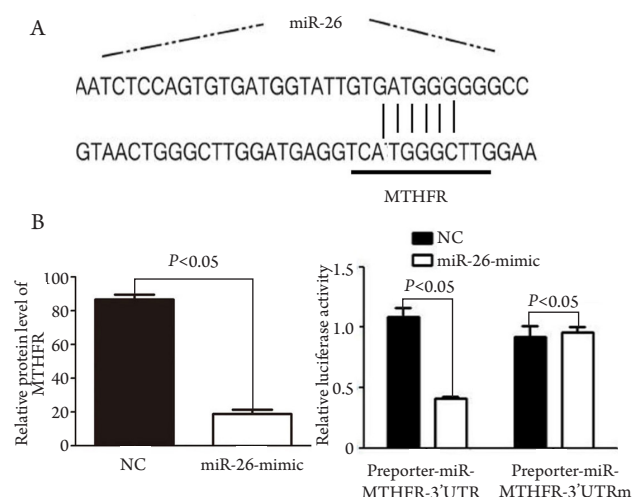 A
miR-26
AATCTCCAGTGTGATGGTATTGTGATGGGGGGGCC
GTAACTGGGCTTGGATGAGGTCATGGGCTTGGAA
MTHFR
B
P<0.05
Relative protein level of
MTHFR
100
80
60
40
20
0
NC
miR-26-mimic
NC
miR-26-mimic
P<0.05
P<0.05
Relative luciferase activity
1.5
1.0
0.5
0
Preporter-miR-
MTHFR-3'UTR
Preporter-miR-
MTHFR-3'UTRm